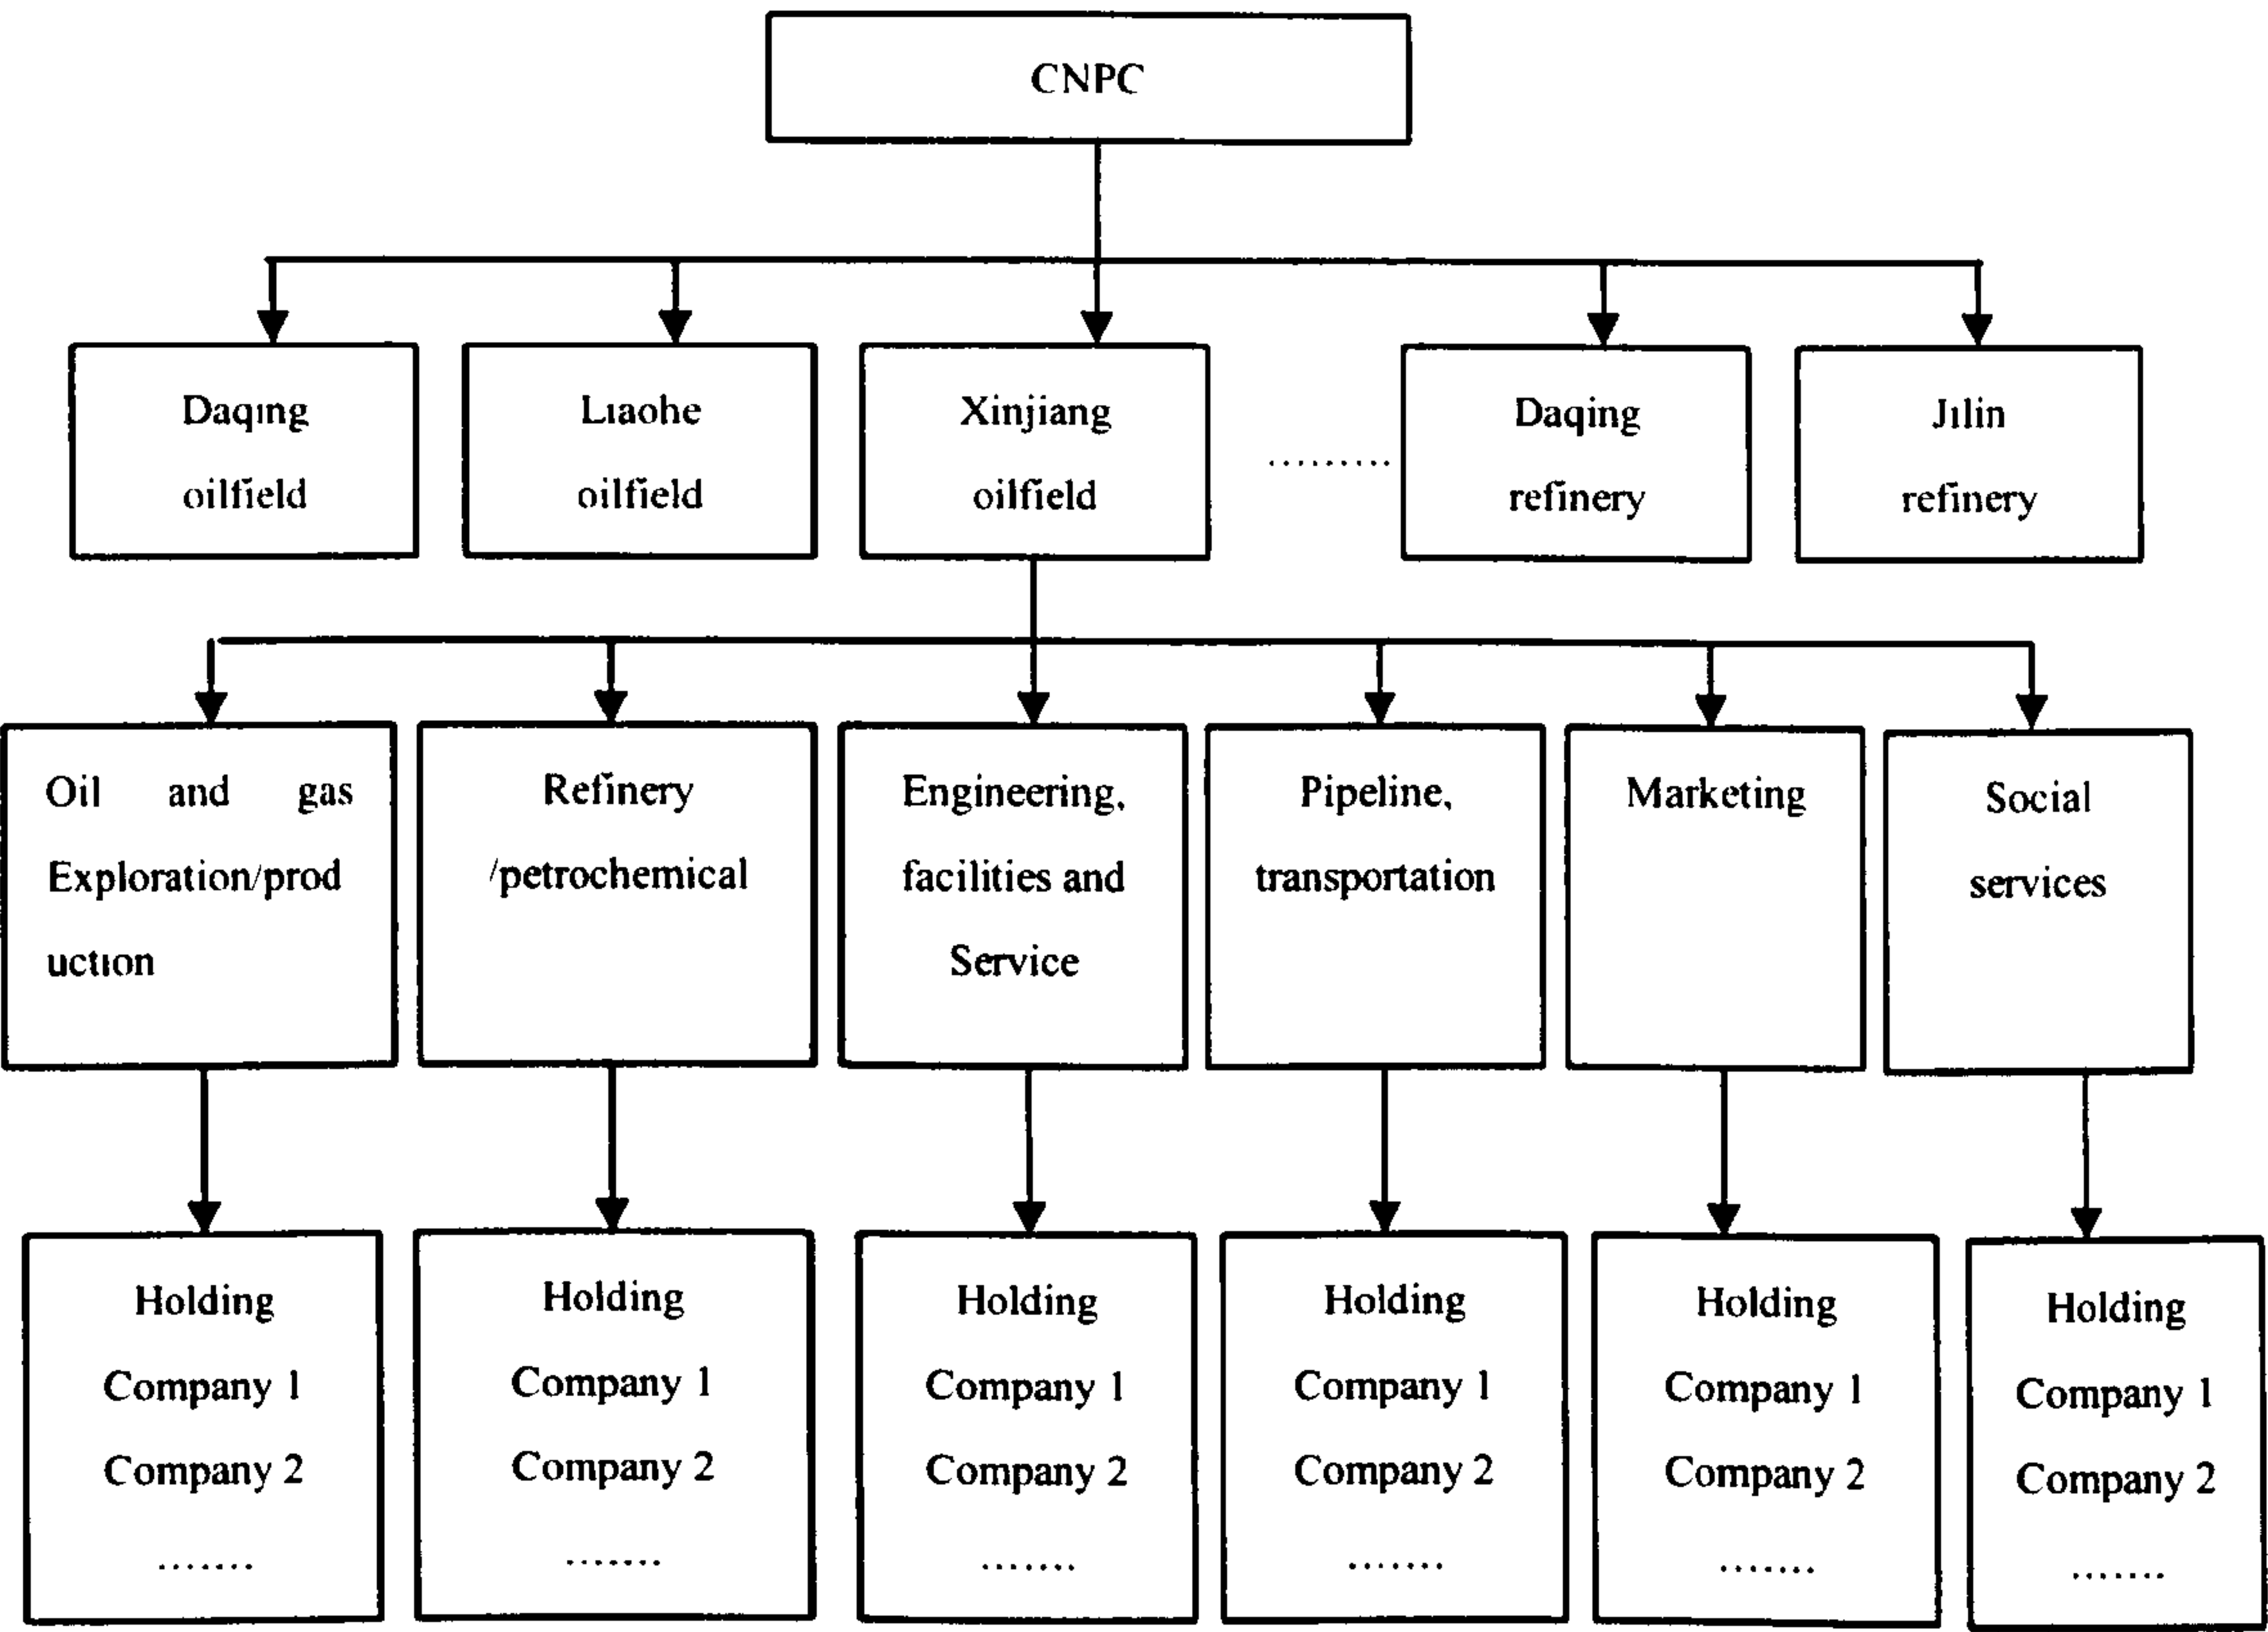 CNPC
Daqing
oilfield
Liaohe
oilfield
Xinjiang
oilfield
.........
Daqing
refinery
Jilin
refinery
Oil and gas
Exploration/prod
uction
Refinery
/petrochemical
Engineering,
facilities and
Service
Pipeline,
transportation
Marketing
Social
services
Holding
Company 1
Company 2
.......
Holding
Company 1
Company 2
.......
Holding
Company 1
Company 2
.......
Holding
Company 1
Company 2
.......
Holding
Company 1
Company 2
.......
Holding
Company 1
Company 2
.......